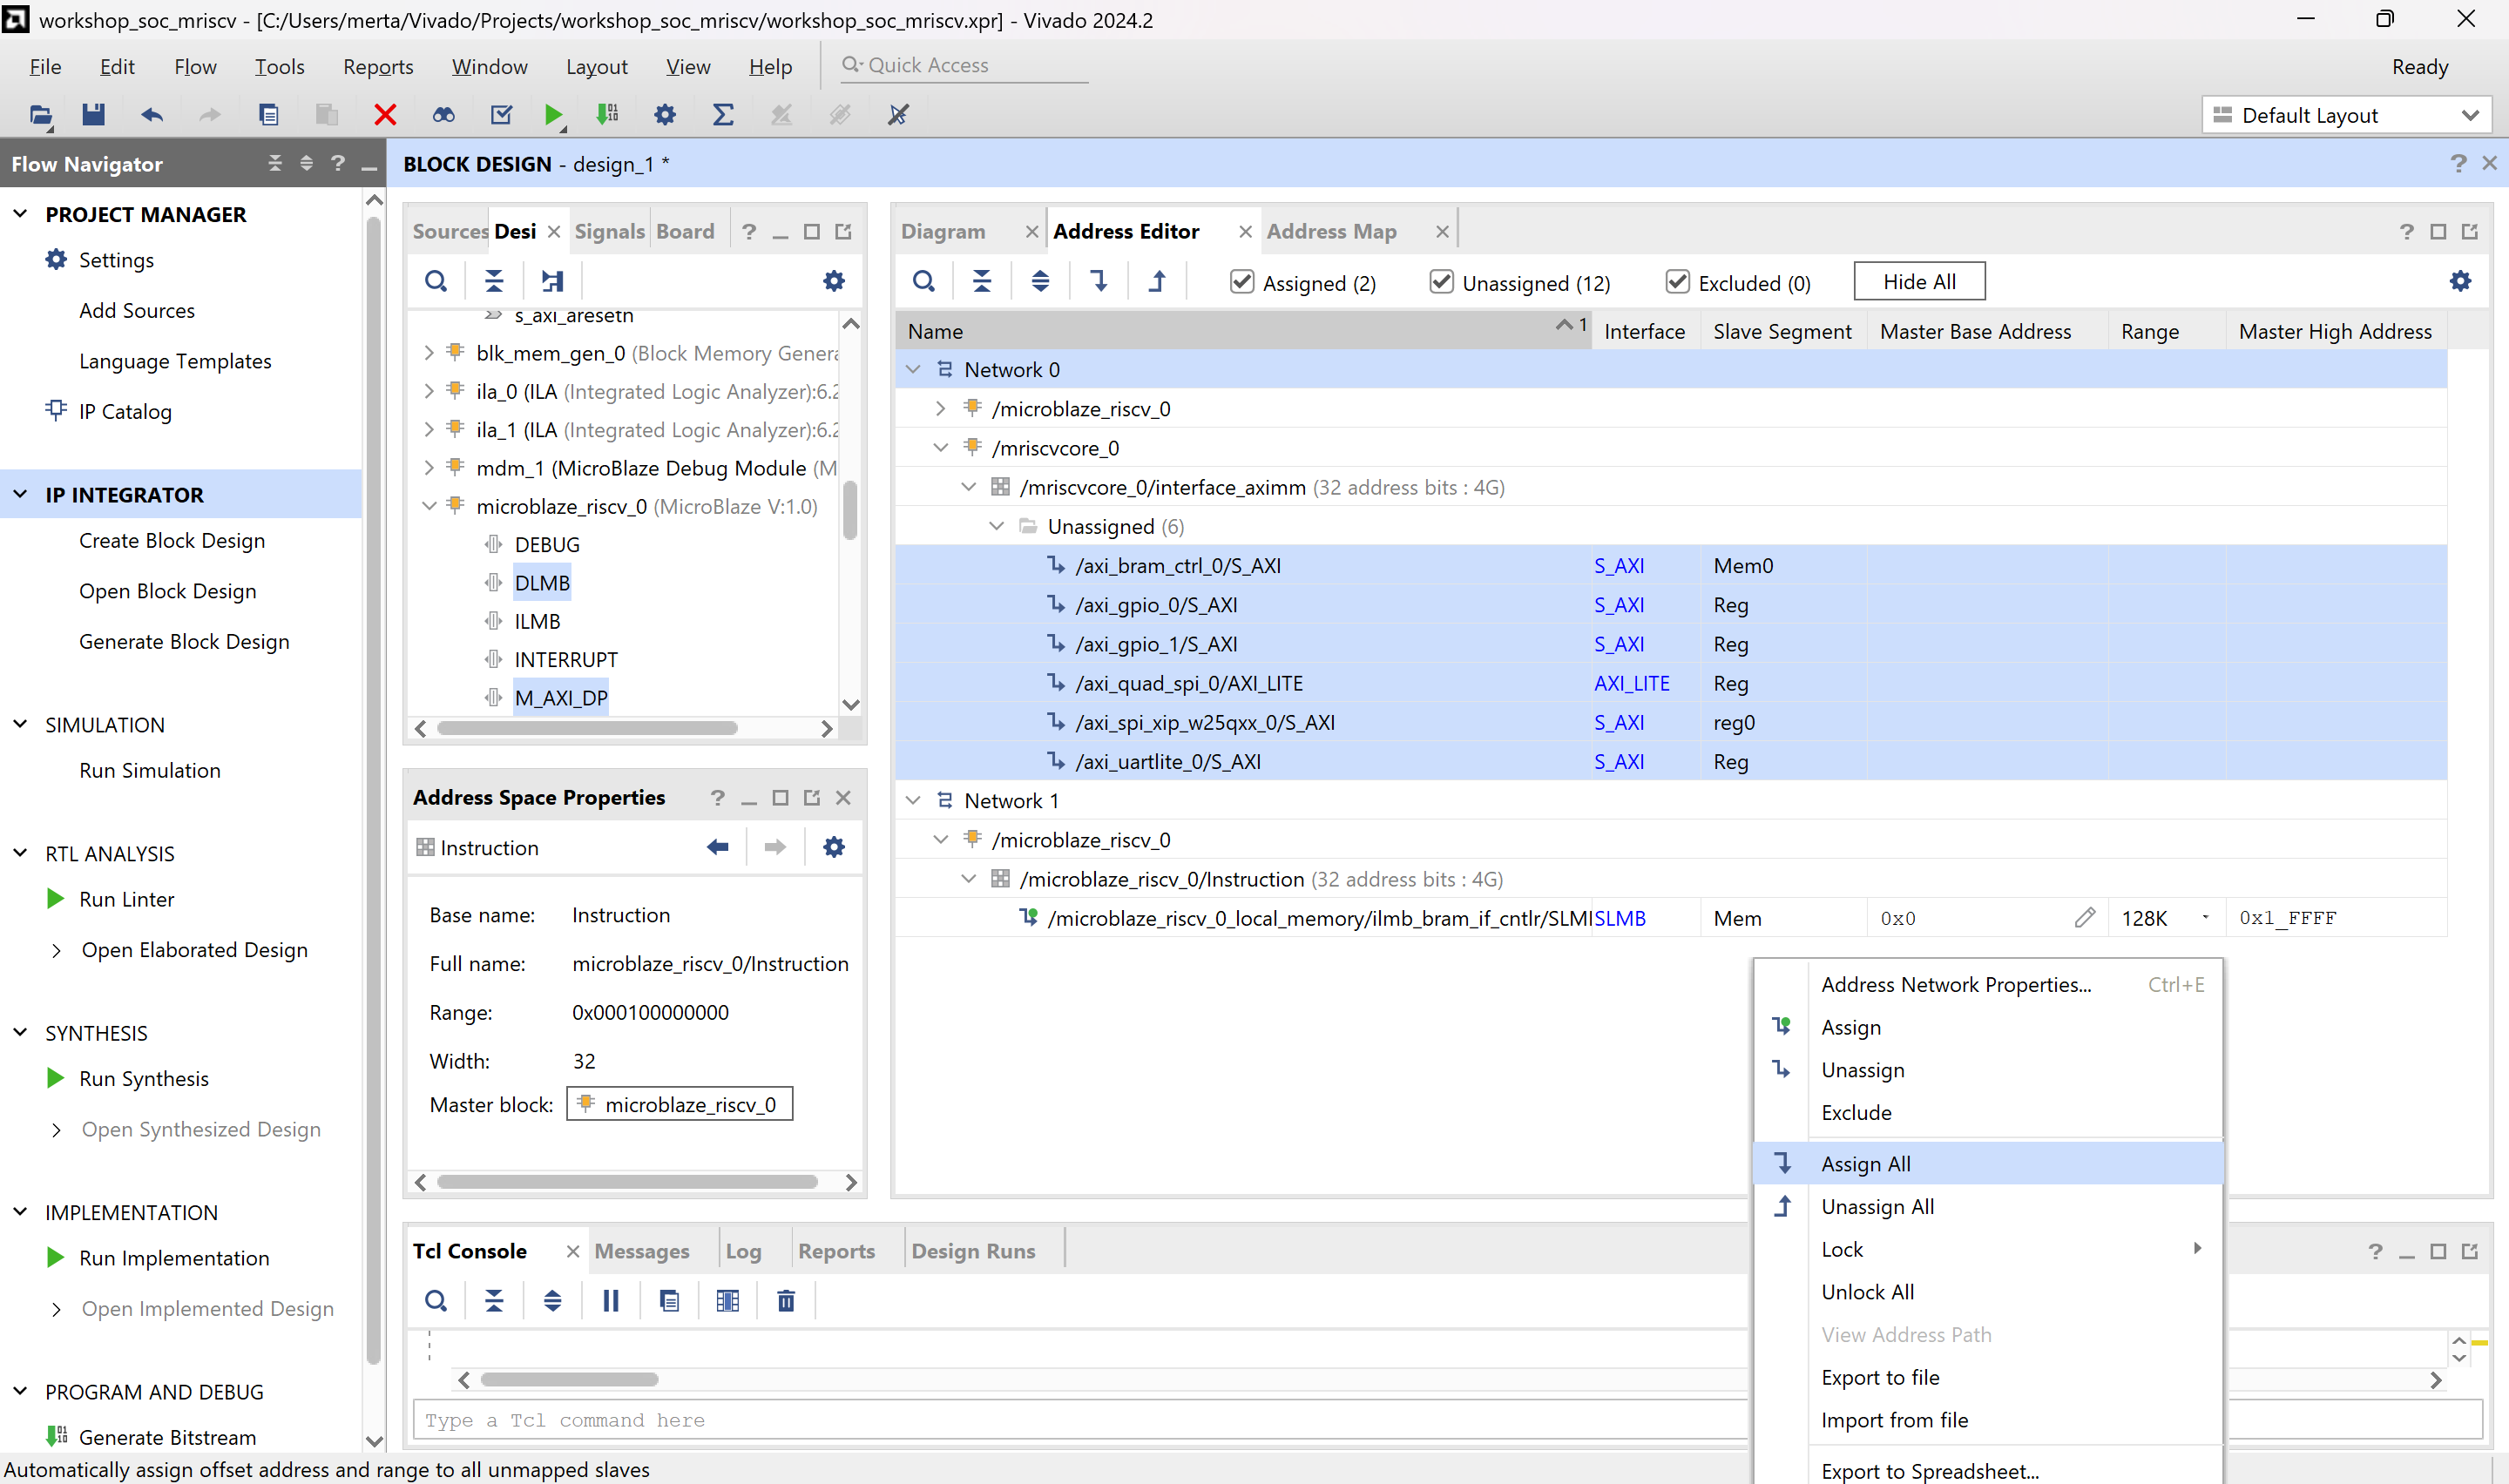 workshop_soc_mriscv - [C:/Users/merta/Vivado/Projects/workshop_soc_mriscv/workshop_soc_mriscv.xpr] - Vivado 2024.2
File Edit Flow Tools Reports Window Layout View Help Quick Access Ready
Default Layout
Flow Navigator
BLOCK DESIGN - design_1 *
PROJECT MANAGER
Settings
Add Sources
Language Templates
IP Catalog
IP INTEGRATOR
Create Block Design
Open Block Design
Generate Block Design
SIMULATION
Run Simulation
RTL ANALYSIS
Run Linter
Open Elaborated Design
SYNTHESIS
Run Synthesis
Open Synthesized Design
IMPLEMENTATION
Run Implementation
Open Implemented Design
PROGRAM AND DEBUG
Generate Bitstream
Sources Desi Signals Board
s_axi_aresetn
blk_mem_gen_0 (Block Memory Genera
ila_0 (ILA (Integrated Logic Analyzer):6.2
ila_1 (ILA (Integrated Logic Analyzer):6.2
mdm_1 (MicroBlaze Debug Module (M
microblaze_riscv_0 (MicroBlaze V:1.0)
DEBUG
DLMB
ILMB
INTERRUPT
M_AXI_DP
Address Space Properties
Instruction
Base name: Instruction
Full name: microblaze_riscv_0/Instruction
Range: 0x000100000000
Width: 32
Master block: microblaze_riscv_0
Diagram Address Editor Address Map
Assigned (2) Unassigned (12) Excluded (0) Hide All
Name 1 Interface Slave Segment Master Base Address Range Master High Address
Network 0
/microblaze_riscv_0
/mriscvcore_0
/mriscvcore_0/interface_aximm (32 address bits : 4G)
Unassigned (6)
/axi_bram_ctrl_0/S_AXI S_AXI Mem0
/axi_gpio_0/S_AXI S_AXI Reg
/axi_gpio_1/S_AXI S_AXI Reg
/axi_quad_spi_0/AXI_LITE AXI_LITE Reg
/axi_spi_xip_w25qxx_0/S_AXI S_AXI reg0
/axi_uartlite_0/S_AXI S_AXI Reg
Network 1
/microblaze_riscv_0
/microblaze_riscv_0/Instruction (32 address bits : 4G)
/microblaze_riscv_0_local_memory/ilmb_bram_if_cntlr/SLMI SLMB Mem 0x0 128K 0x1_FFFF
Address Network Properties... Ctrl+E
Assign
Unassign
Exclude
Assign All
Unassign All
Lock
Unlock All
View Address Path
Export to file
Import from file
Export to Spreadsheet...
Tcl Console Messages Log Reports Design Runs
Type a Tcl command here
Automatically assign offset address and range to all unmapped slaves